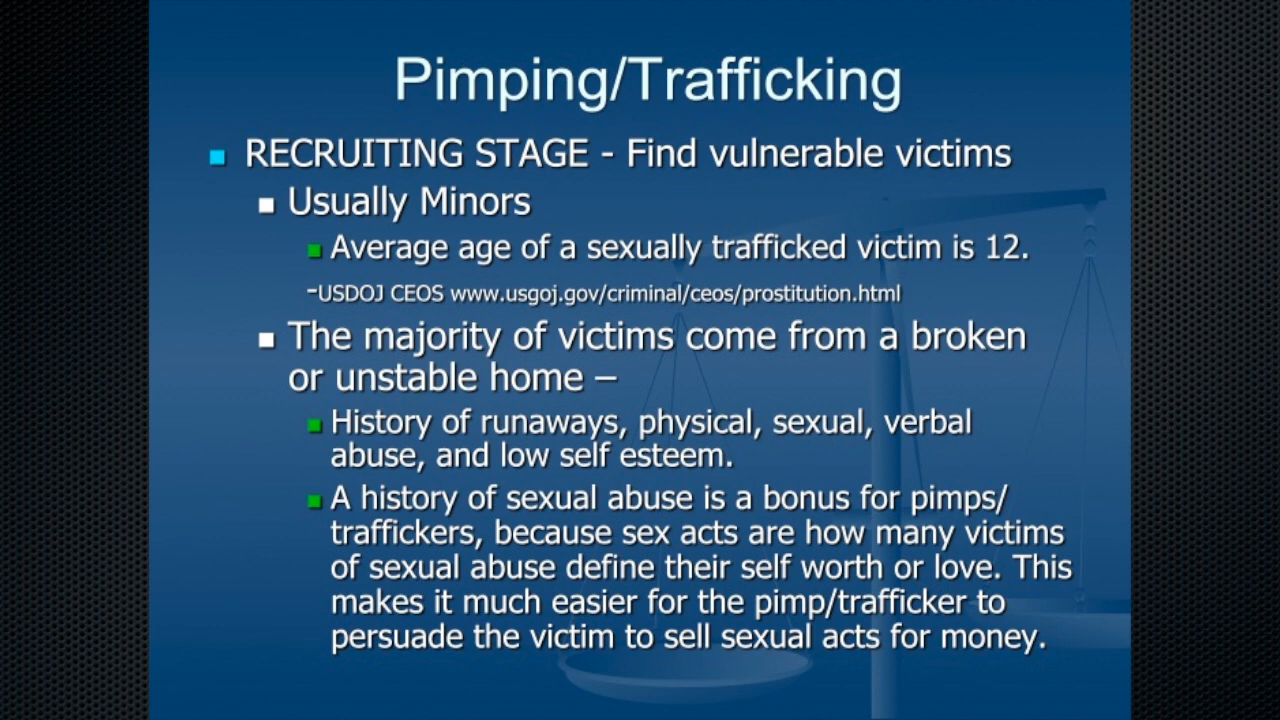 Pimping/Trafficking
RECRUITING STAGE - Find vulnerable victims
Usually Minors
Average age of a sexually trafficked victim is 12.
-USDOJ CEOS www.usgoj.gov/criminal/ceos/prostitution.html
The majority of victims come from a broken
or unstable home –
History of runaways, physical, sexual, verbal
abuse, and low self esteem.
A history of sexual abuse is a bonus for pimps/
traffickers, because sex acts are how many victims
of sexual abuse define their self worth or love. This
makes it much easier for the pimp/trafficker to
persuade the victim to sell sexual acts for money.